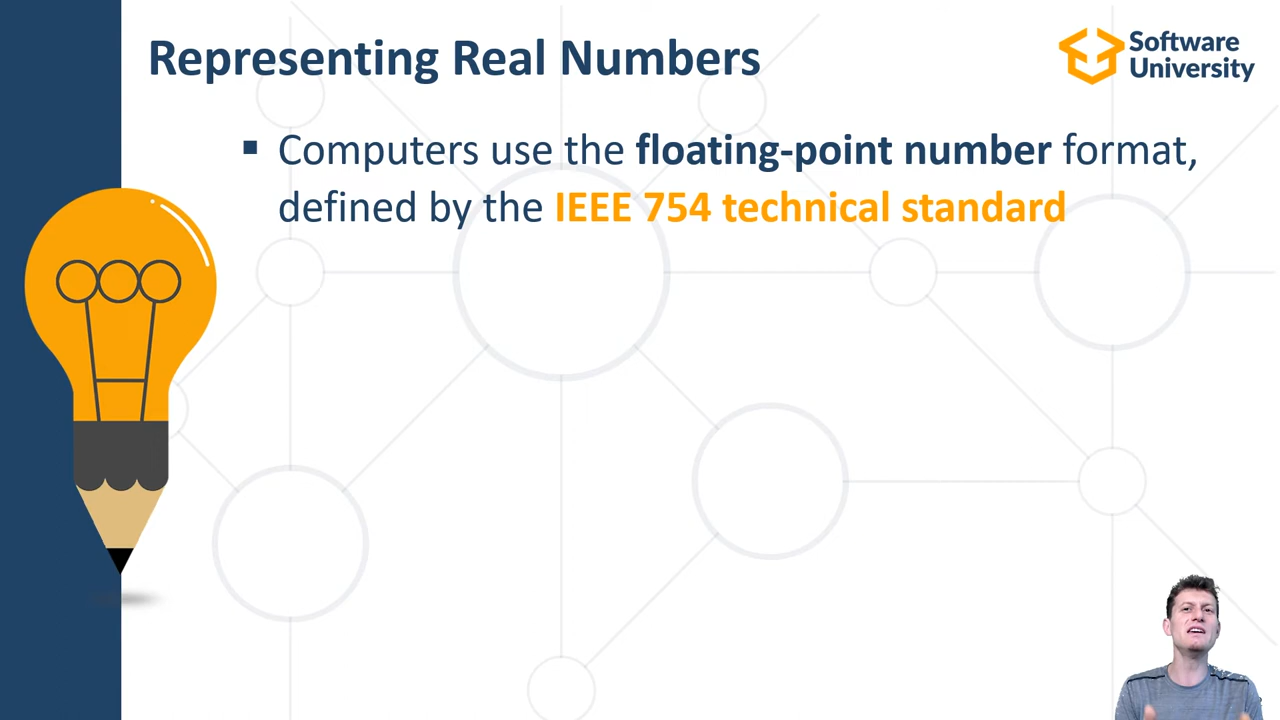 Representing Real Numbers
Software
University
▪ Computers use the floating-point number format,
defined by the IEEE 754 technical standard